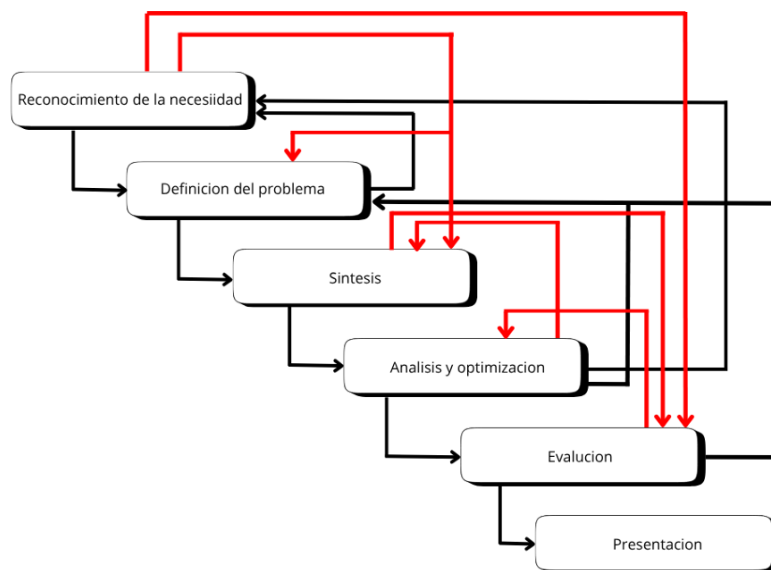 Reconocimiento de la necesiidad
Definicion del problema
Sintesis
Analisis y optimizacion
Evalucion
Presentacion